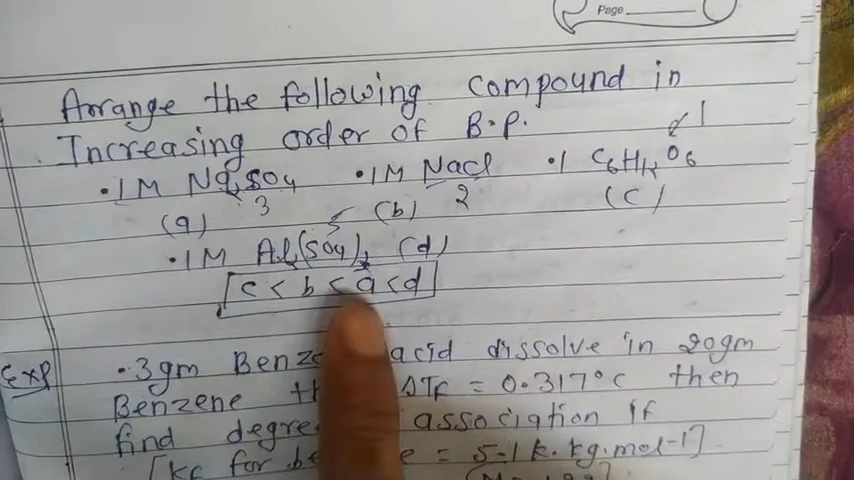 Page
Arrange the following compound in
Increasing order of B.P.
.1M Na2SO4 .1M Nacl .1 C6H12O6 1
(a) 3 (b) 2 (c)
.1M Al2(SO4)3 (d) 5
c < b < a < d
Exp .3gm acid dissolve in 20gm
Benzene ΔTf = 0.317°c then
find association if
[Kf for = 5.1 k.kg.mol-1]